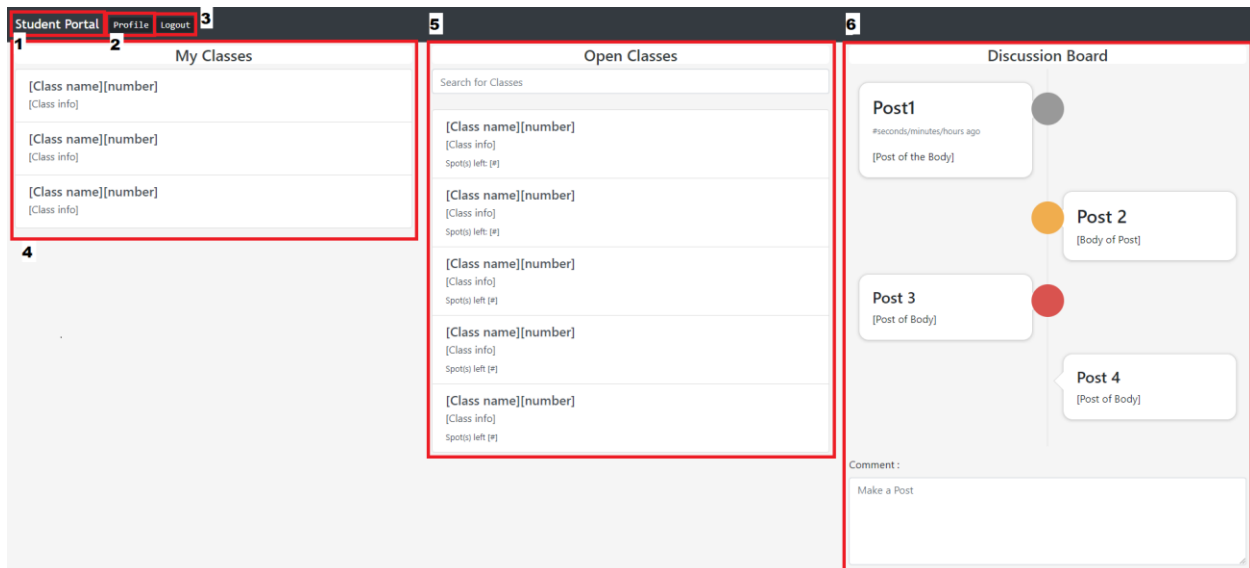 Student Portal Profile Logout 3
1
2
My Classes
[Class name][number]
[Class info]
[Class name][number]
[Class info]
[Class name][number]
[Class info]
4
5
Open Classes
Search for Classes
[Class name][number]
[Class info]
Spot(s) left: [#]
[Class name][number]
[Class info]
Spot(s) left: [#]
[Class name][number]
[Class info]
Spot(s) left [#]
[Class name][number]
[Class info]
Spot(s) left [#]
[Class name][number]
[Class info]
Spot(s) left [#]
6
Discussion Board
Post1
#seconds/minutes/hours ago
[Post of the Body]
Post 2
[Body of Post]
Post 3
[Post of Body]
Post 4
[Post of Body]
Comment :
Make a Post